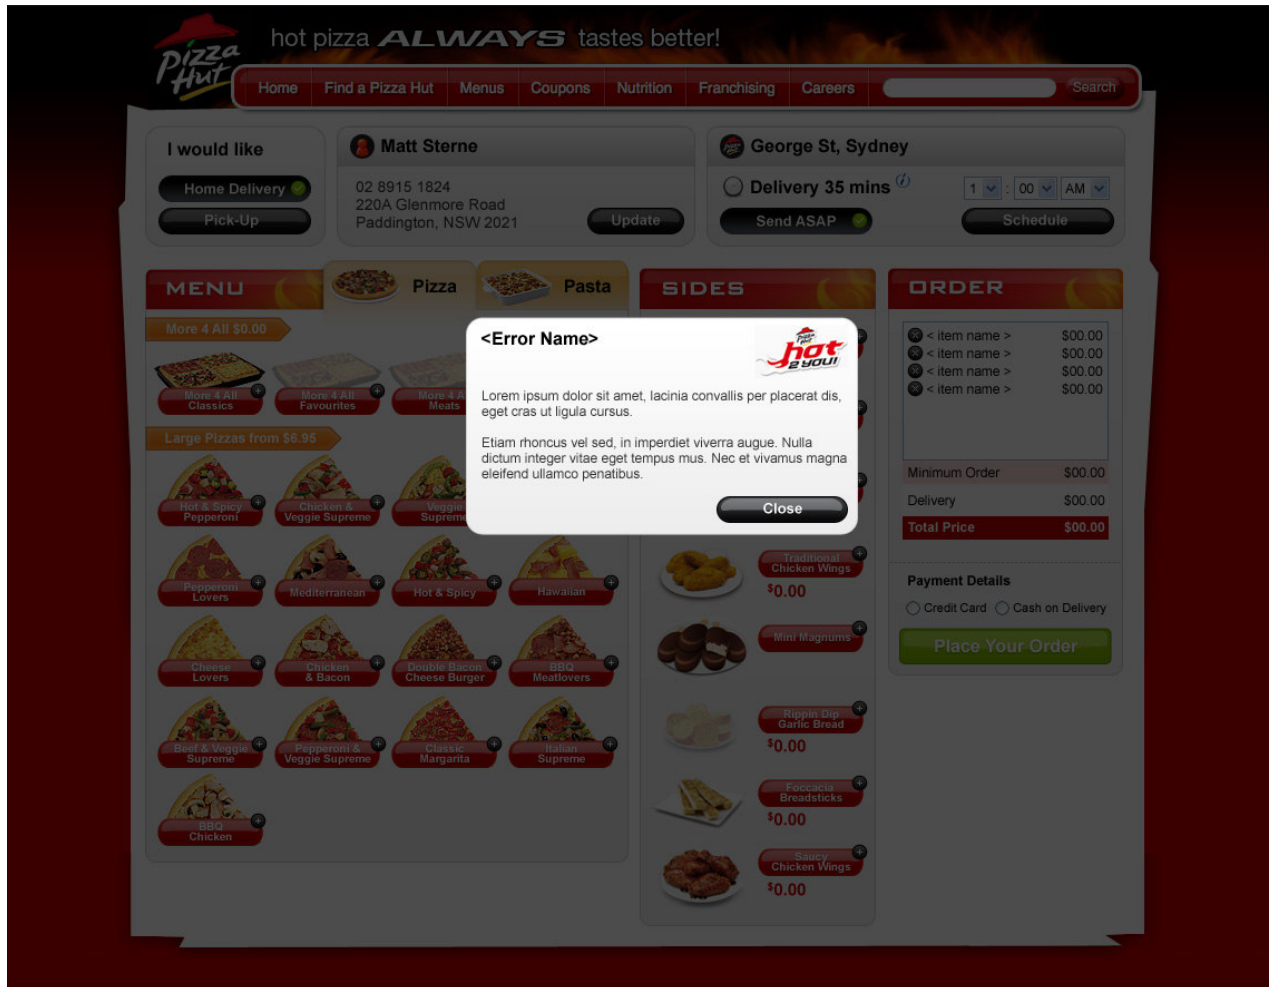 Pizza
Hut
hot pizza ALWAYS tastes better!
Home
Find a Pizza Hut
Menus
Coupons
Nutrition
Franchising
Careers
Search
I would like
Home Delivery
Pick-Up
Matt Sterne
02 8915 1824
220A Glenmore Road
Paddington, NSW 2021
Update
George St, Sydney
Delivery 35 mins
1 : 00 AM
Send ASAP
Schedule
MENU
Pizza
Pasta
More 4 All $0.00
More 4 All
Classics
More 4 All
Favourites
More 4 A
Meats
Large Pizzas from $6.95
Hot & Spicy
Pepperoni
Chicken &
Veggie Supreme
Veggie
Supreme
Pepperoni
Lovers
Mediterranean
Hot & Spicy
Hawaiian
Cheese
Lovers
Chicken
& Bacon
Double Bacon
Cheese Burger
BBQ
Meatlovers
Beef & Veggie
Supreme
Pepperoni &
Veggie Supreme
Classic
Margarita
Italian
Supreme
BBQ
Chicken
<Error Name>
Pizza
Hut
hot
2 YOU!
Lorem ipsum dolor sit amet, lacinia convallis per placerat dis,
eget cras ut ligula cursus.
Etiam rhoncus vel sed, in imperdiet viverra augue. Nulla
dictum integer vitae eget tempus mus. Nec et vivamus magna
eleifend ullamco penatibus.
Close
SIDES
Traditional
Chicken Wings
$0.00
Mini Magnums
Rippin Dip
Garlic Bread
$0.00
Foccacia
Breadsticks
$0.00
Saucy
Chicken Wings
$0.00
ORDER
< item name > $00.00
< item name > $00.00
< item name > $00.00
< item name > $00.00
Minimum Order $00.00
Delivery $00.00
Total Price $00.00
Payment Details
Credit Card Cash on Delivery
Place Your Order